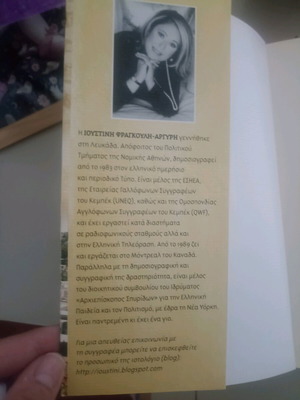 Η ΙΟΥΣΤΙΝΗ ΦΡΑΓΚΟΥΛΗ-ΑΡΓΥΡΗ γεννήθηκε
στη Λευκάδα. Απόφοιτος του Πολιτικού
Τμήματος της Νομικής Αθηνών, δημοσιογραφεί
από το 1983 στον ελληνικό ημερήσιο
και περιοδικό Τύπο. Είναι μέλος της ΕΣΗΕΑ,
της Εταιρείας Γαλλόφωνων Συγγραφέων
του Κεμπέκ (UNEQ), καθώς και της Ομοσπονδίας
Αγγλόφωνων Συγγραφέων του Κεμπέκ (QWF),
και έχει εργαστεί κατά διαστήματα
σε ραδιοφωνικούς σταθμούς αλλά και
στην Ελληνική Τηλεόραση. Από το 1989 ζει
και εργάζεται στο Μόντρεαλ του Καναδά.
Παράλληλα με τη δημοσιογραφική και
συγγραφική της δραστηριότητα, είναι μέλος
του διοικητικού συμβουλίου του Ιδρύματος
«Αρχιεπίσκοπος Σπυρίδων» για την Ελληνική
Παιδεία και τον Πολιτισμό, με έδρα τη Νέα Υόρκη.
Είναι παντρεμένη κι έχει ένα γιο.
Για μια απευθείας επικοινωνία με
τη συγγραφέα μπορείτε να επισκεφθείτε
το προσωπικό της ιστολόγιο (blog):
http://iourtini.blogspot.com